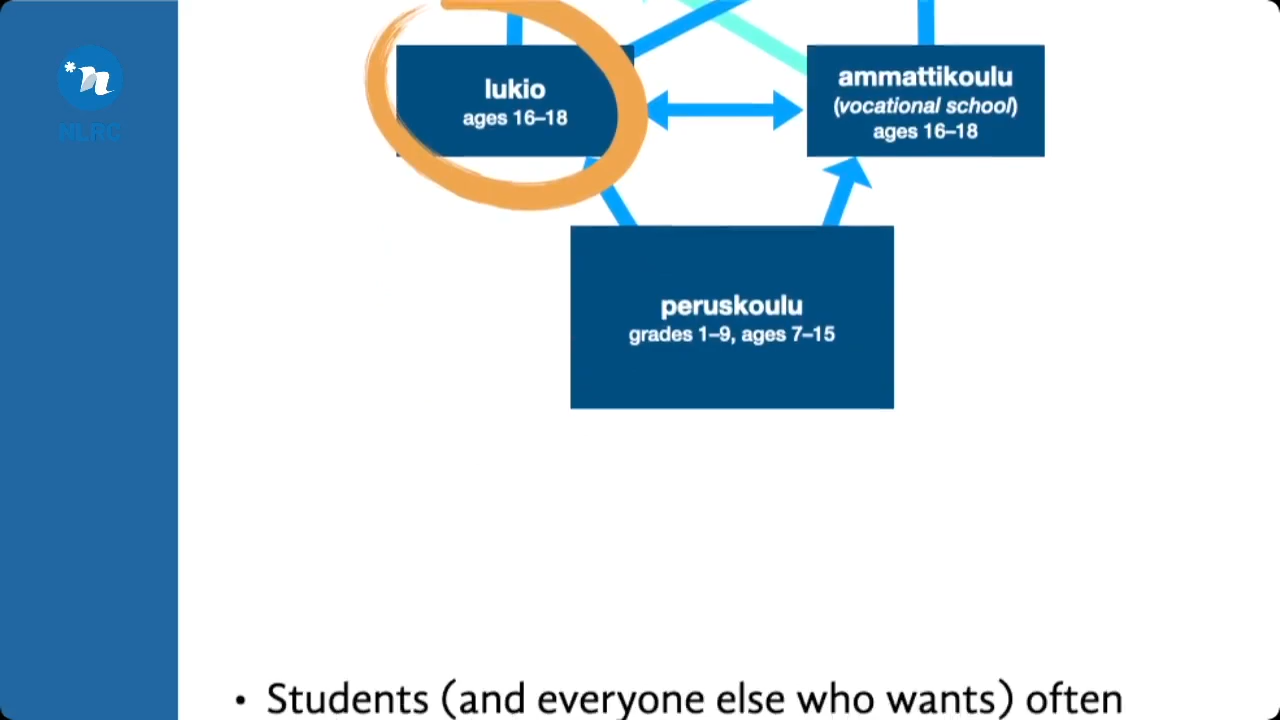 NLRC
lukio
ages 16–18
ammattikoulu
(vocational school)
ages 16–18
peruskoulu
grades 1–9, ages 7–15
• Students (and everyone else who wants) often